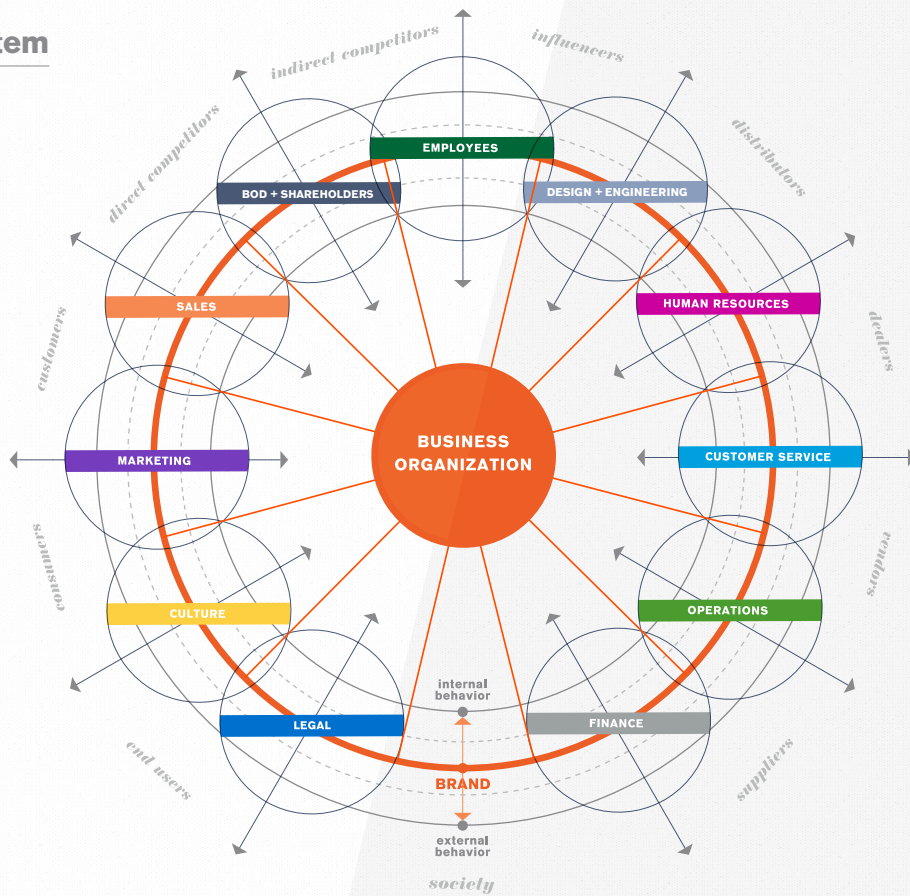 tem
indirect competitors
influencers
direct competitors
distributors
EMPLOYEES
BOD + SHAREHOLDERS
DESIGN + ENGINEERING
SALES
HUMAN RESOURCES
customers
dealers
BUSINESS
ORGANIZATION
MARKETING
CUSTOMER SERVICE
consumers
vendors
CULTURE
OPERATIONS
internal
behavior
LEGAL
FINANCE
BRAND
end users
suppliers
external
behavior
society